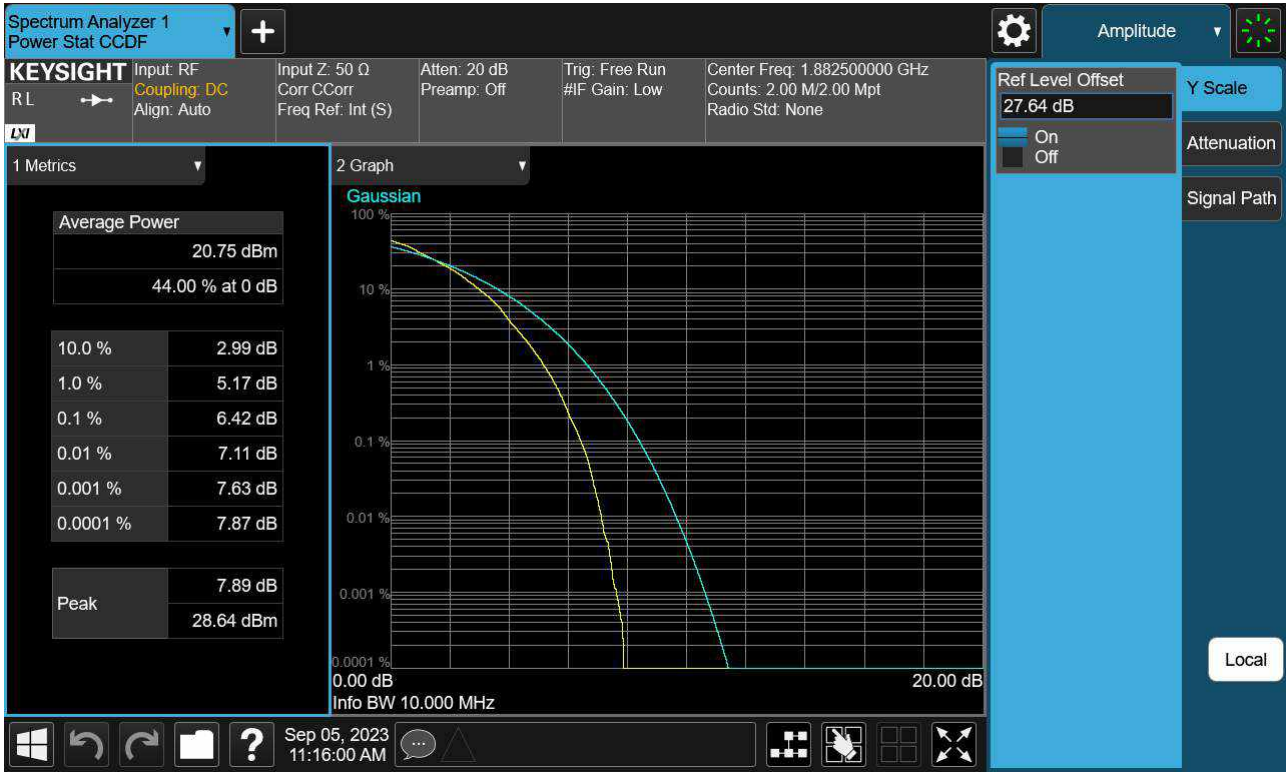 Spectrum Analyzer 1
Power Stat CCDF
▼
+
Amplitude
▼
KEYSIGHT
R L
LXI
Input: RF
Coupling: DC
Align: Auto
Input Z: 50 Ω
Corr CCorr
Freq Ref: Int (S)
Atten: 20 dB
Preamp: Off
Trig: Free Run
#IF Gain: Low
Center Freq: 1.882500000 GHz
Counts: 2.00 M/2.00 Mpt
Radio Std: None
Ref Level Offset
27.64 dB
On
Off
Y Scale
Attenuation
Signal Path
Local
1 Metrics
▼
Average Power
20.75 dBm
44.00 % at 0 dB
10.0 % 2.99 dB
1.0 % 5.17 dB
0.1 % 6.42 dB
0.01 % 7.11 dB
0.001 % 7.63 dB
0.0001 % 7.87 dB
Peak
7.89 dB
28.64 dBm
2 Graph
▼
Gaussian
100 %
10 %
1 %
0.1 %
0.01 %
0.001 %
0.0001 %
0.00 dB 20.00 dB
Info BW 10.000 MHz
?
Sep 05, 2023
11:16:00 AM